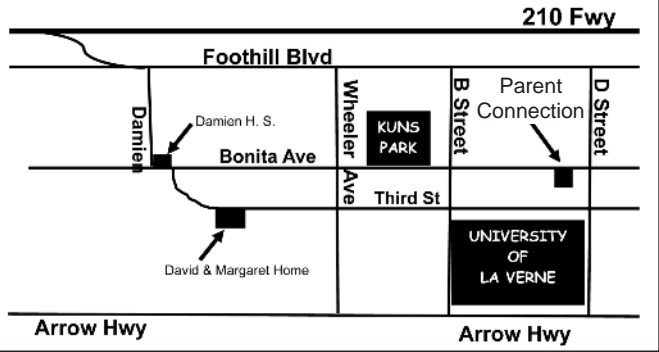 210 Fwy
Foothill Blvd
Damien
Damien H. S.
Wheeler Ave
KUNS
PARK
B Street
Parent
Connection
D Street
Bonita Ave
Third St
David & Margaret Home
UNIVERSITY
OF
LA VERNE
Arrow Hwy
Arrow Hwy